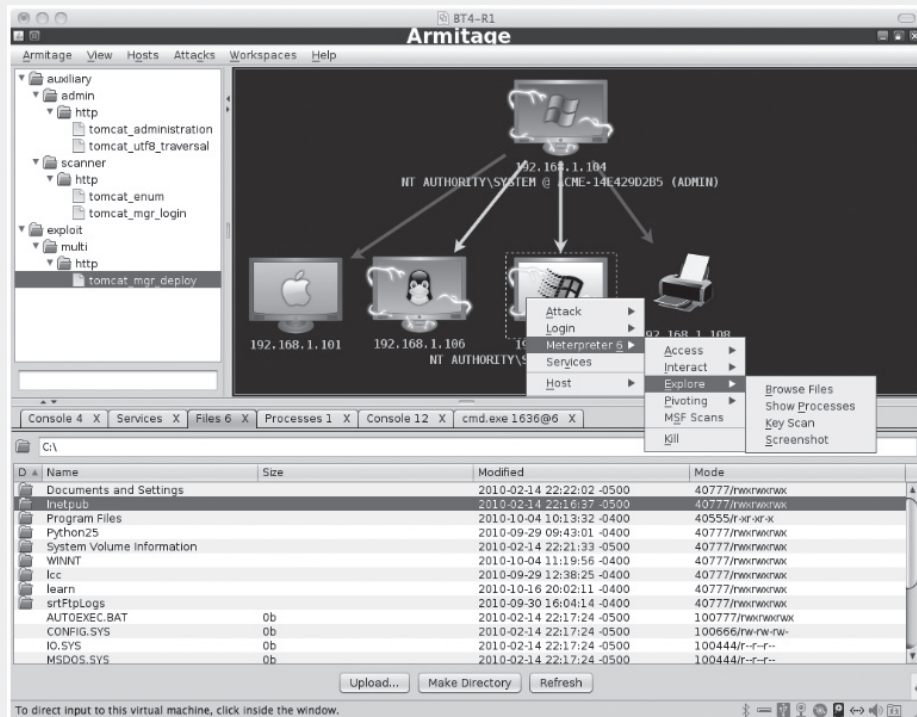 BT4-R1
Armitage
Armitage View Hosts Attacks Workspaces Help
auxiliary
admin
http
tomcat_administration
tomcat_utf8_traversal
scanner
http
tomcat_enum
tomcat_mgr_login
exploit
multi
http
tomcat_mgr_deploy
192.168.1.104
NT AUTHORITY\SYSTEM @ ACME-14E429D2B5 (ADMIN)
192.168.1.101
192.168.1.106
NT AUTHORITY\S
92.168.1.108
Attack
Login
Meterpreter 6
Services
Host
Access
Interact
Explore
Pivoting
MSF Scans
Kill
Browse Files
Show Processes
Key Scan
Screenshot
Console 4 X Services X Files 6 X Processes 1 X Console 12 X cmd.exe 1636@6 X
C:\
D Name Size Modified Mode
Documents and Settings 2010-02-14 22:22:02 -0500 40777/rwxrwxrwx
Inetpub 2010-02-14 22:16:37 -0500 40777/rwxrwxrwx
Program Files 2010-10-04 10:13:32 -0400 40555/r-xr-xr-x
Python25 2010-09-29 09:43:01 -0400 40777/rwxrwxrwx
System Volume Information 2010-02-14 22:21:33 -0500 40777/rwxrwxrwx
WINNT 2010-10-04 11:19:56 -0400 40777/rwxrwxrwx
lcc 2010-09-29 12:38:25 -0400 40777/rwxrwxrwx
learn 2010-10-16 20:02:11 -0400 40777/rwxrwxrwx
srtFtpLogs 2010-09-30 16:04:14 -0400 40777/rwxrwxrwx
AUTOEXEC.BAT 0b 2010-02-14 22:17:24 -0500 100777/rwxrwxrwx
CONFIG.SYS 0b 2010-02-14 22:17:24 -0500 100666/rw-rw-rw-
IO.SYS 0b 2010-02-14 22:17:24 -0500 100444/r--r--r--
MSDOS.SYS 0b 2010-02-14 22:17:24 -0500 100444/r--r--r--
Upload... Make Directory Refresh
To direct input to this virtual machine, click inside the window.